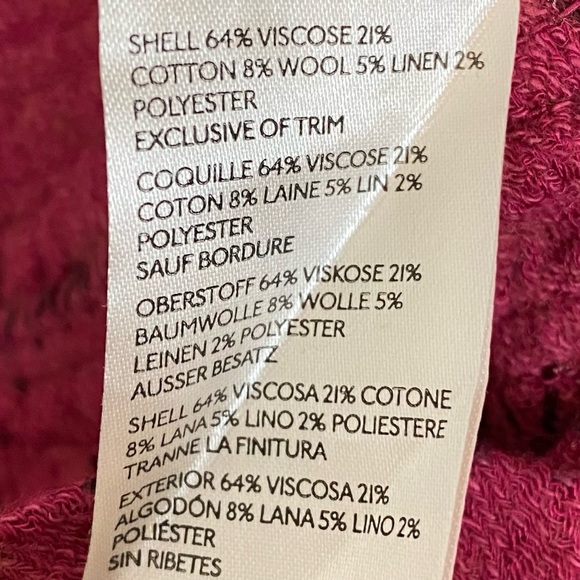 SHELL 64% VISCOSE 21%
COTTON 8% WOOL 5% LINEN 2%
POLYESTER
EXCLUSIVE OF TRIM
COQUILLE 64% VISCOSE 21%
COTON 8% LAINE 5% LIN 2%
POLYESTER
SAUF BORDURE
OBERSTOFF 64% VISKOSE 21%
BAUMWOLLE 8% WOLLE 5%
LEINEN 2% POLYESTER
AUSSER BESATZ
SHELL 64% VISCOSA 21% COTONE
8% LANA 5% LINO 2% POLIESTERE
TRANNE LA FINITURA
EXTERIOR 64% VISCOSA 21%
ALGODÓN 8% LANA 5% LINO 2%
POLIÉSTER
SIN RIBETES